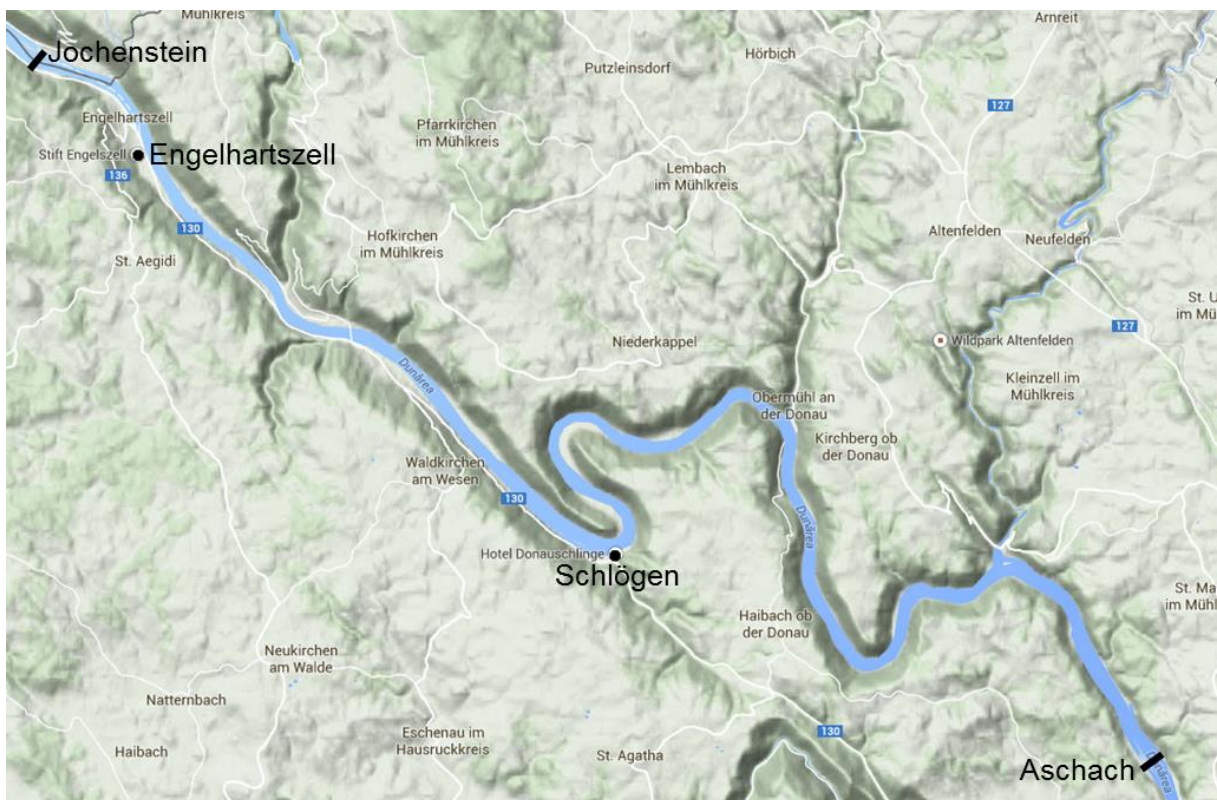 Mühlkreis
Arnreit
Jochenstein
Hörbich
Putzleinsdorf
127
Engelhartszell
Pfarrkirchen
im Mühlkreis
Stift Engelszell
Engelhartszell
136
Lembach
im Mühlkreis
130
Hofkirchen
im Mühlkreis
Altenfelden
Neufelden
St. Aegidi
St. U
im Mü
127
Niederkappel
Wildpark Altenfelden
Dunărea
Kleinzell im
Mühlkreis
Obermühl an
der Donau
Kirchberg ob
der Donau
Waldkirchen
am Wesen
130
Dunărea
Hotel Donauschlinge
Schlögen
St. Ma
im Mühl
Haibach ob
der Donau
Neukirchen
am Walde
Natternbach
Eschenau im
Hausruckkreis
130
Haibach
St. Agatha
Aschach